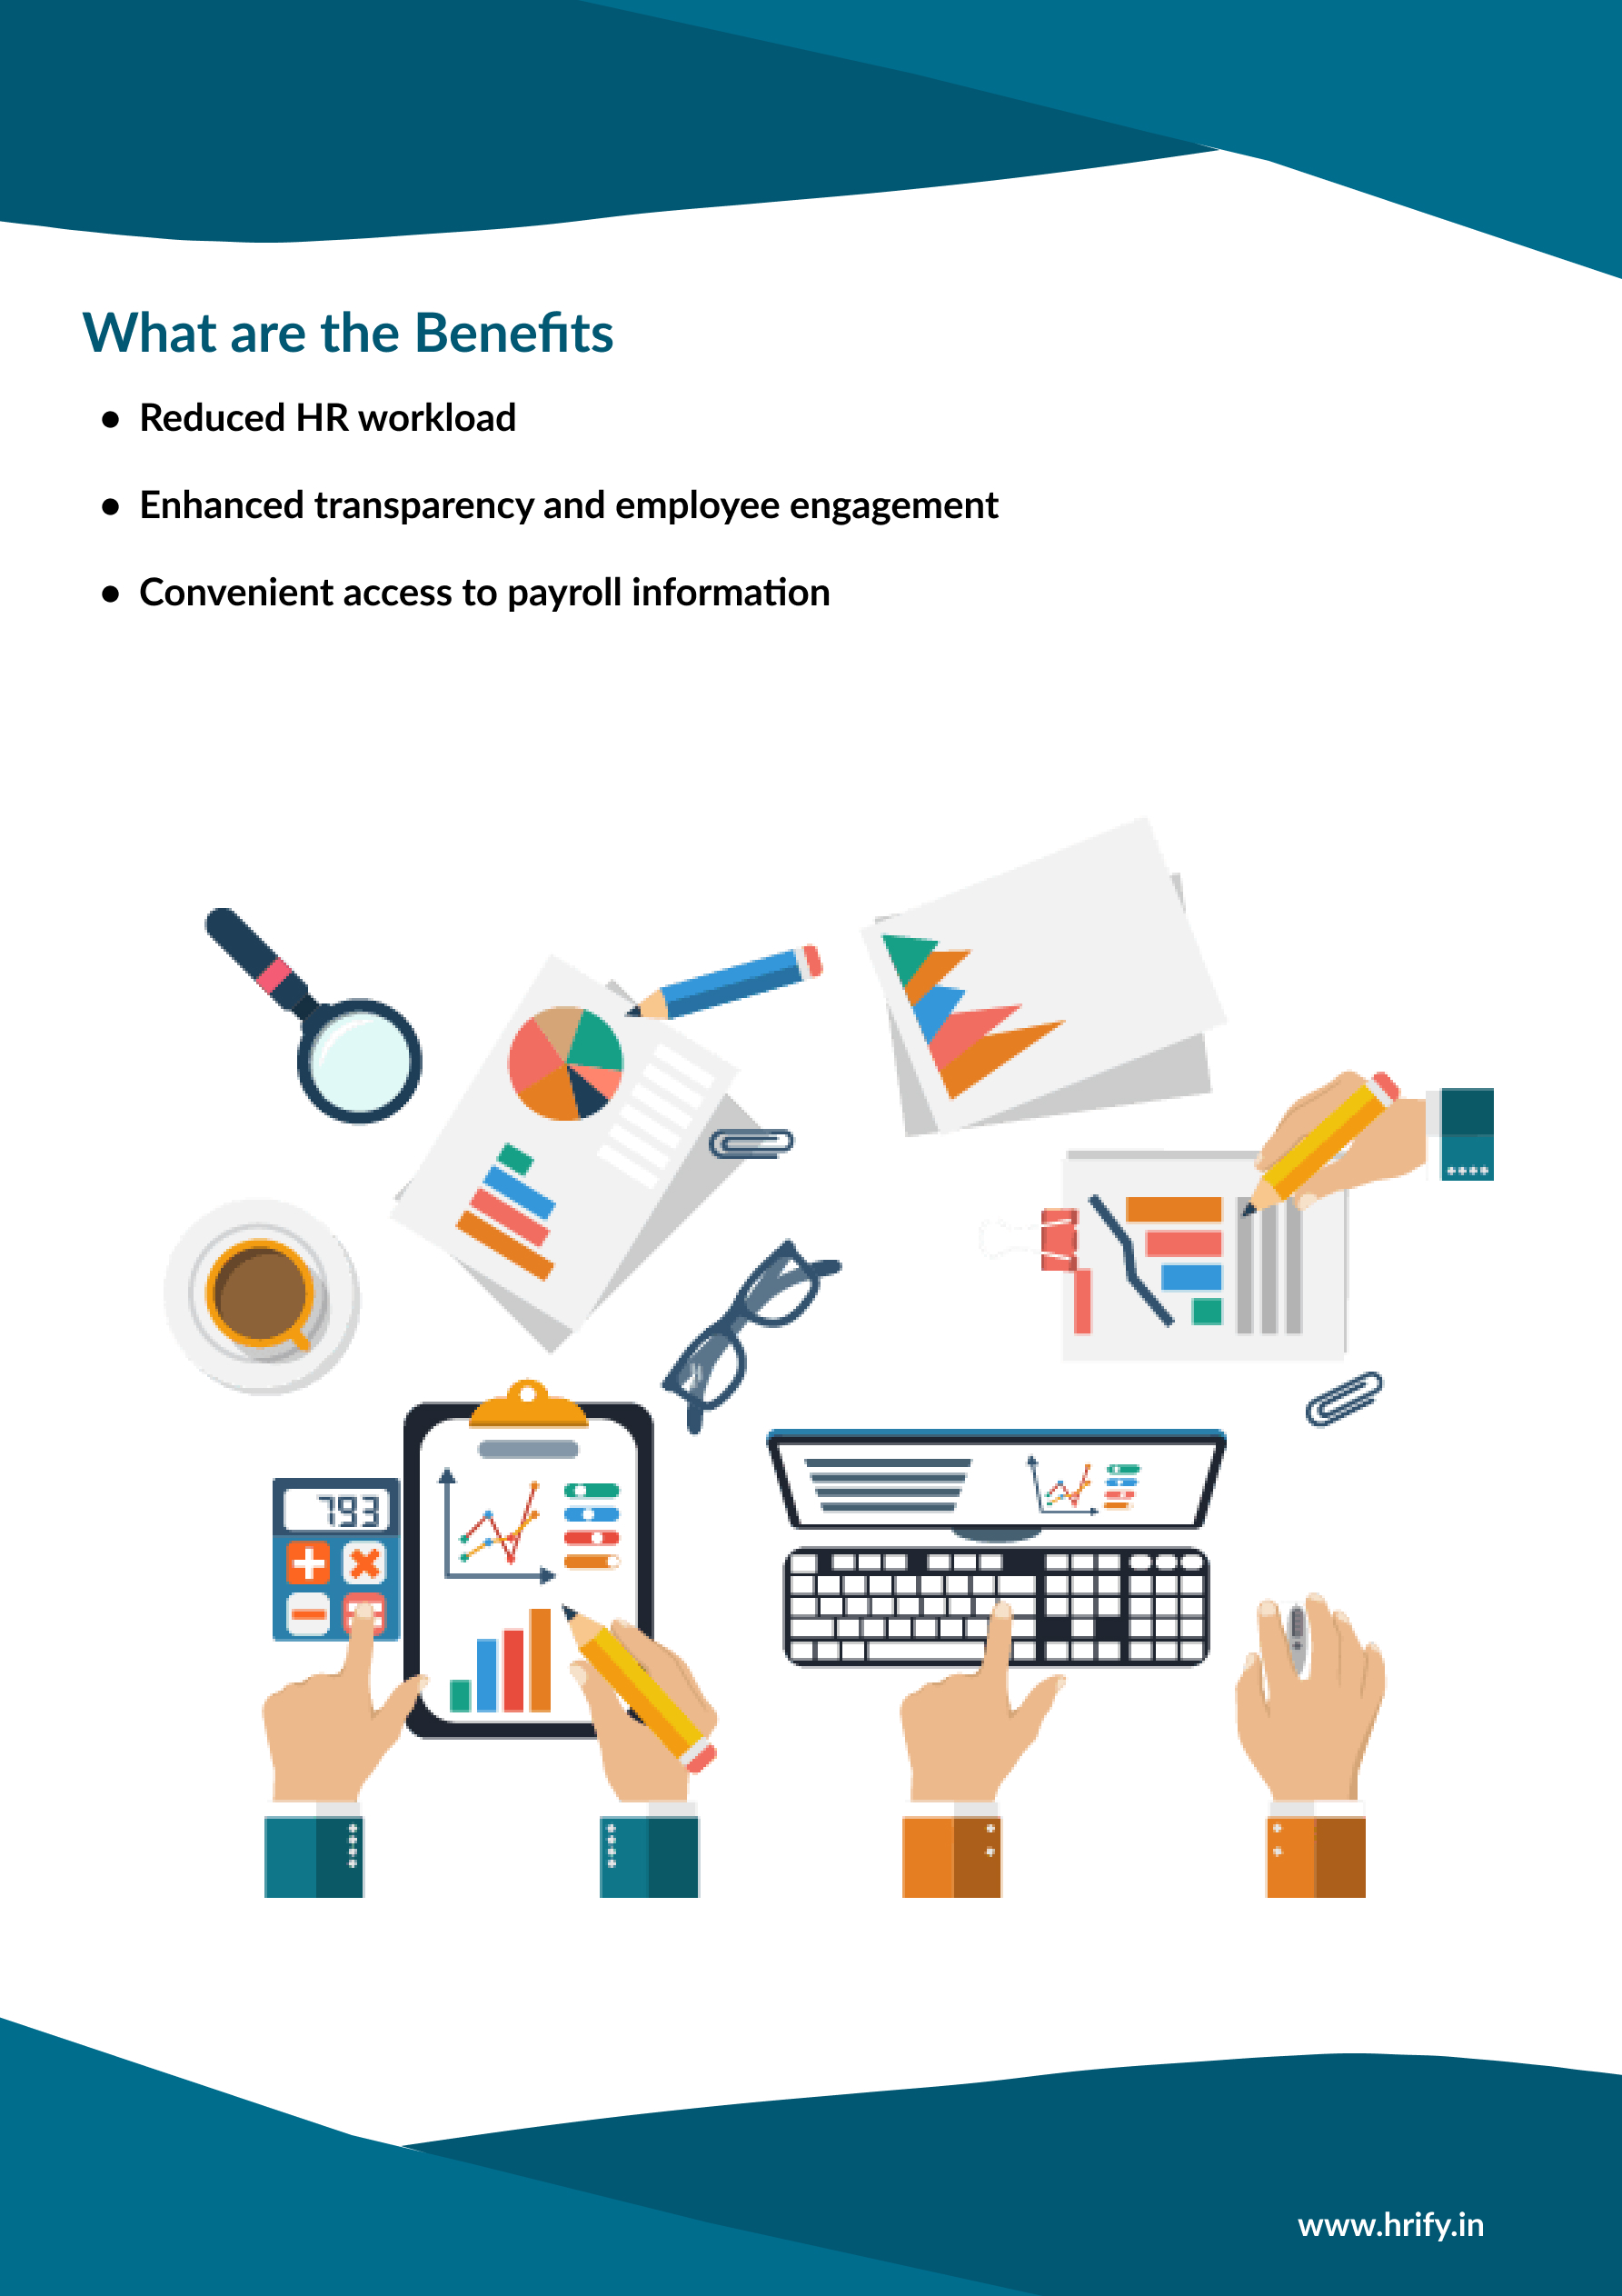 What are the Benefits
● Reduced HR workload
● Enhanced transparency and employee engagement
● Convenient access to payroll information
793
www.hrify.in